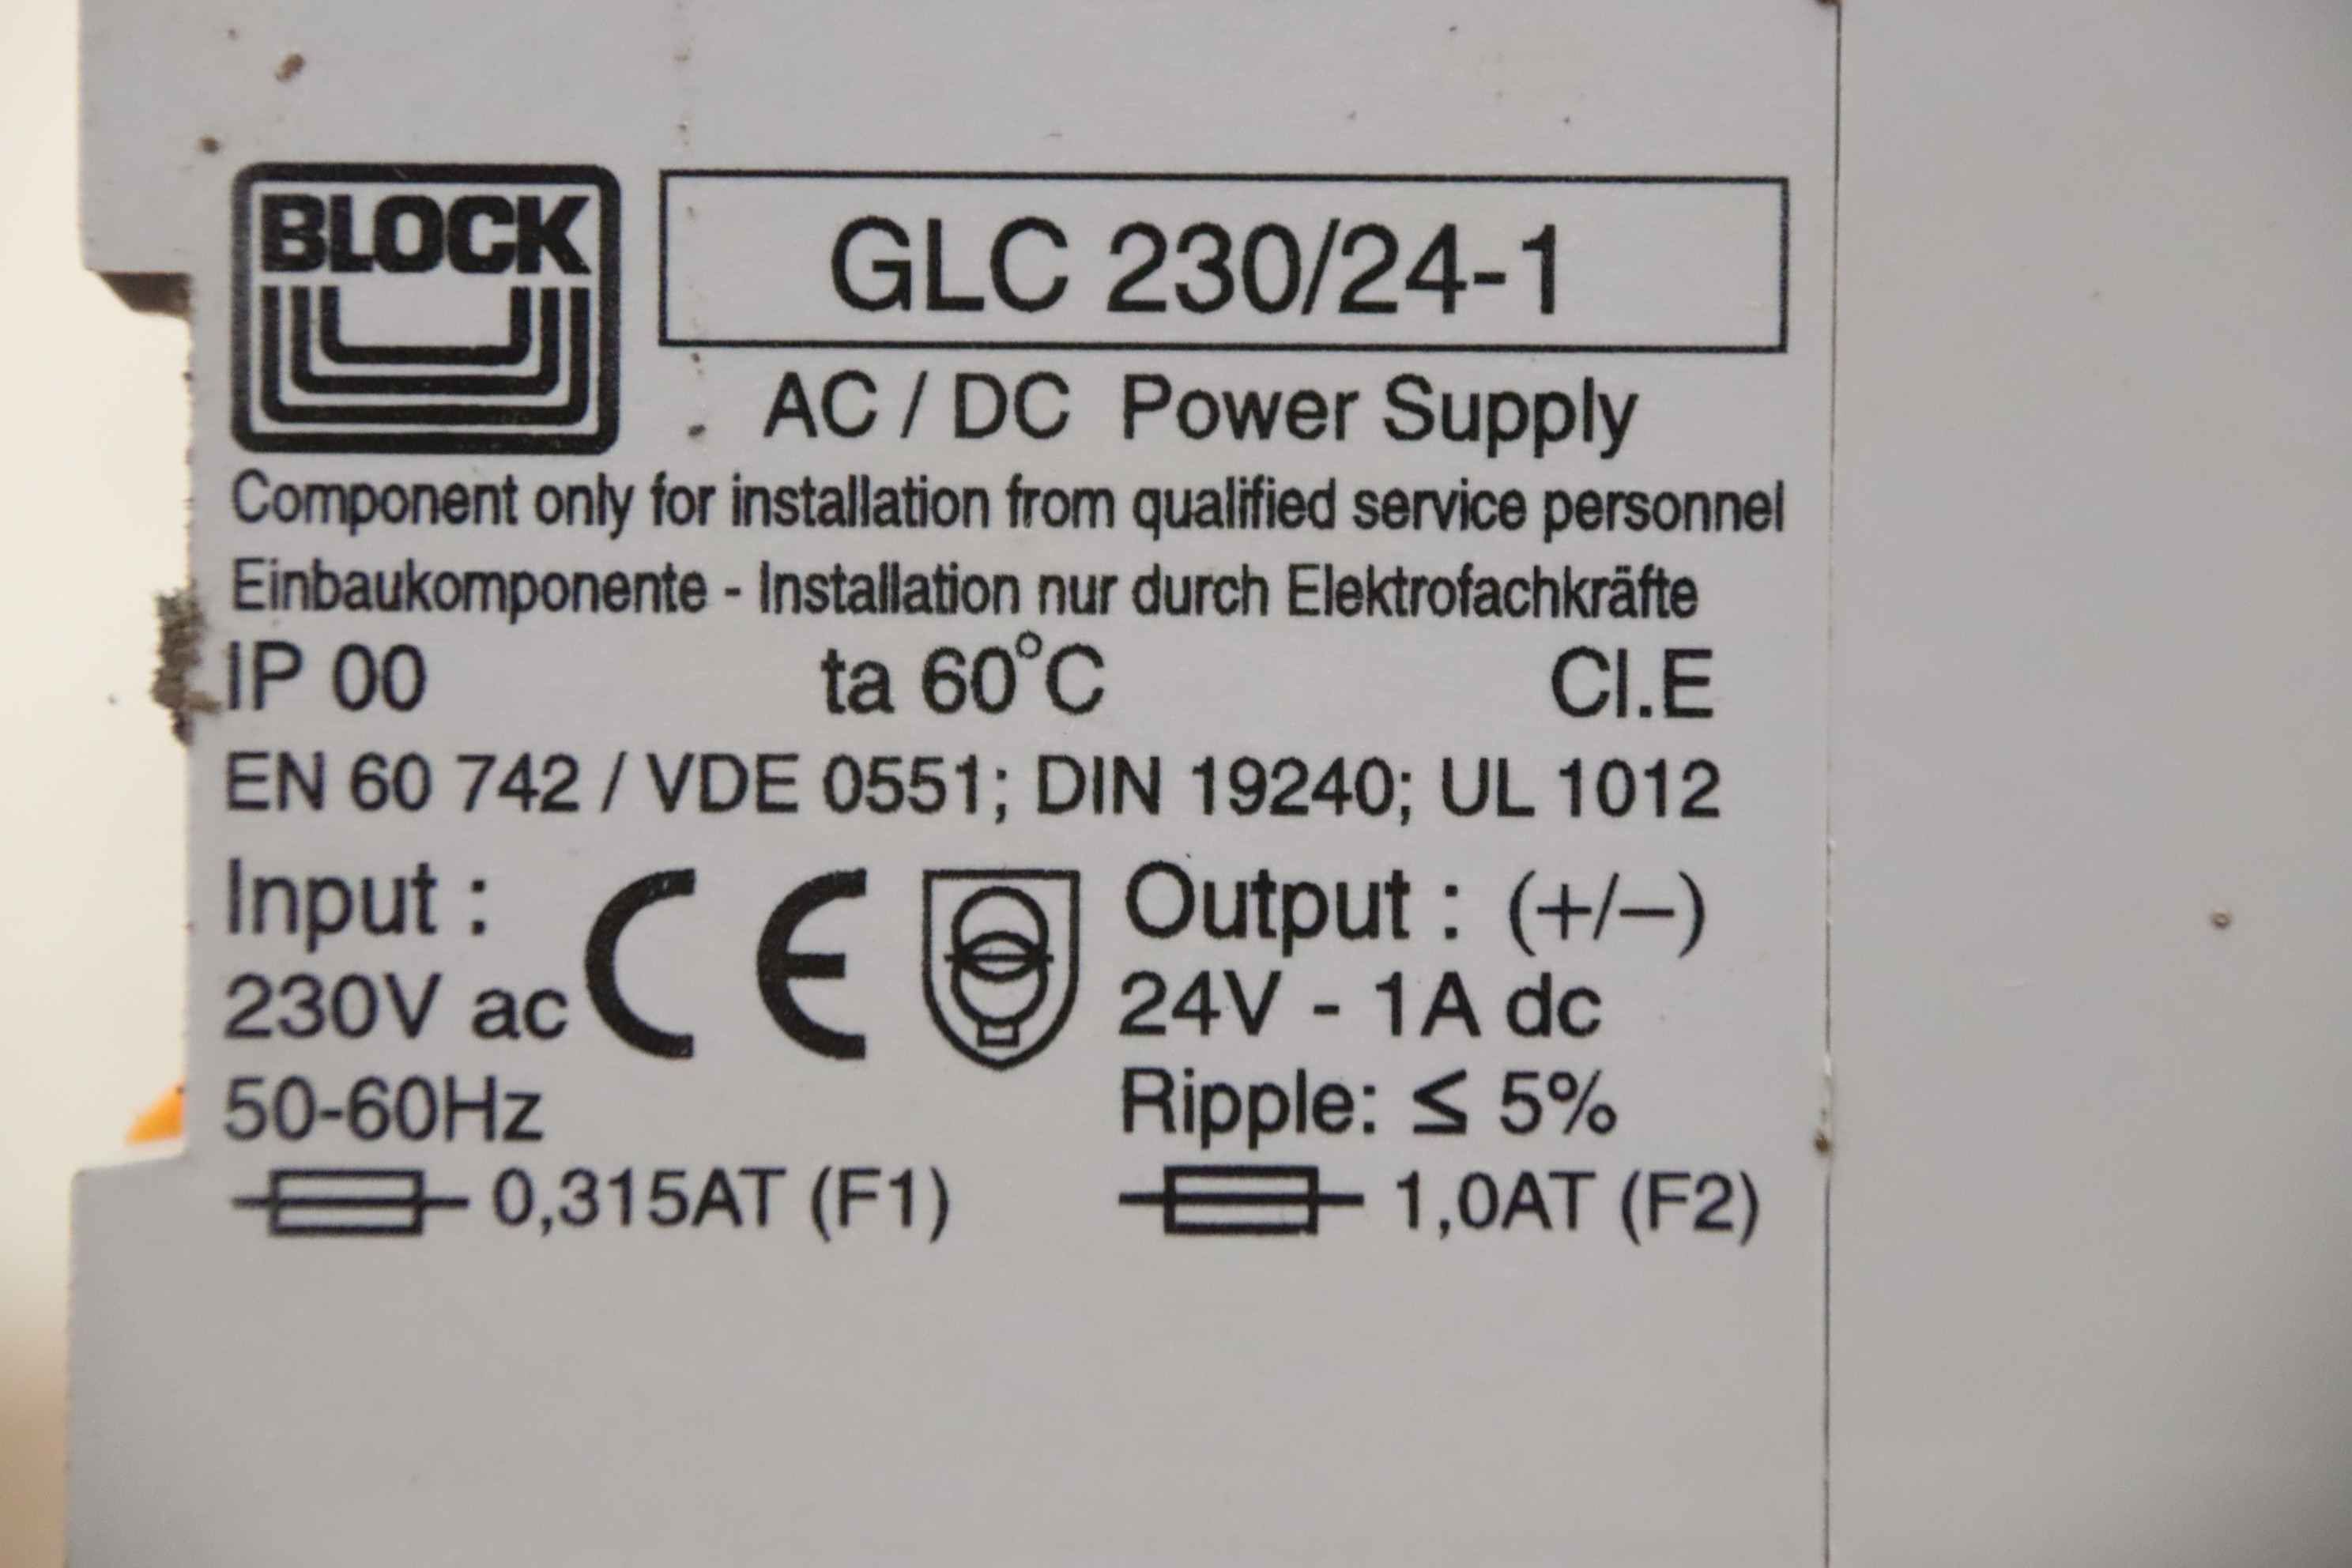 BLOCK
GLC 230/24-1
AC / DC Power Supply
Component only for installation from qualified service personnel
Einbaukomponente - Installation nur durch Elektrofachkräfte
IP 00 ta 60°C Cl.E
EN 60 742 / VDE 0551; DIN 19240; UL 1012
Input : CE Output : (+/–)
230V ac 24V - 1A dc
50-60Hz Ripple: ≤ 5%
0,315AT (F1) 1,0AT (F2)